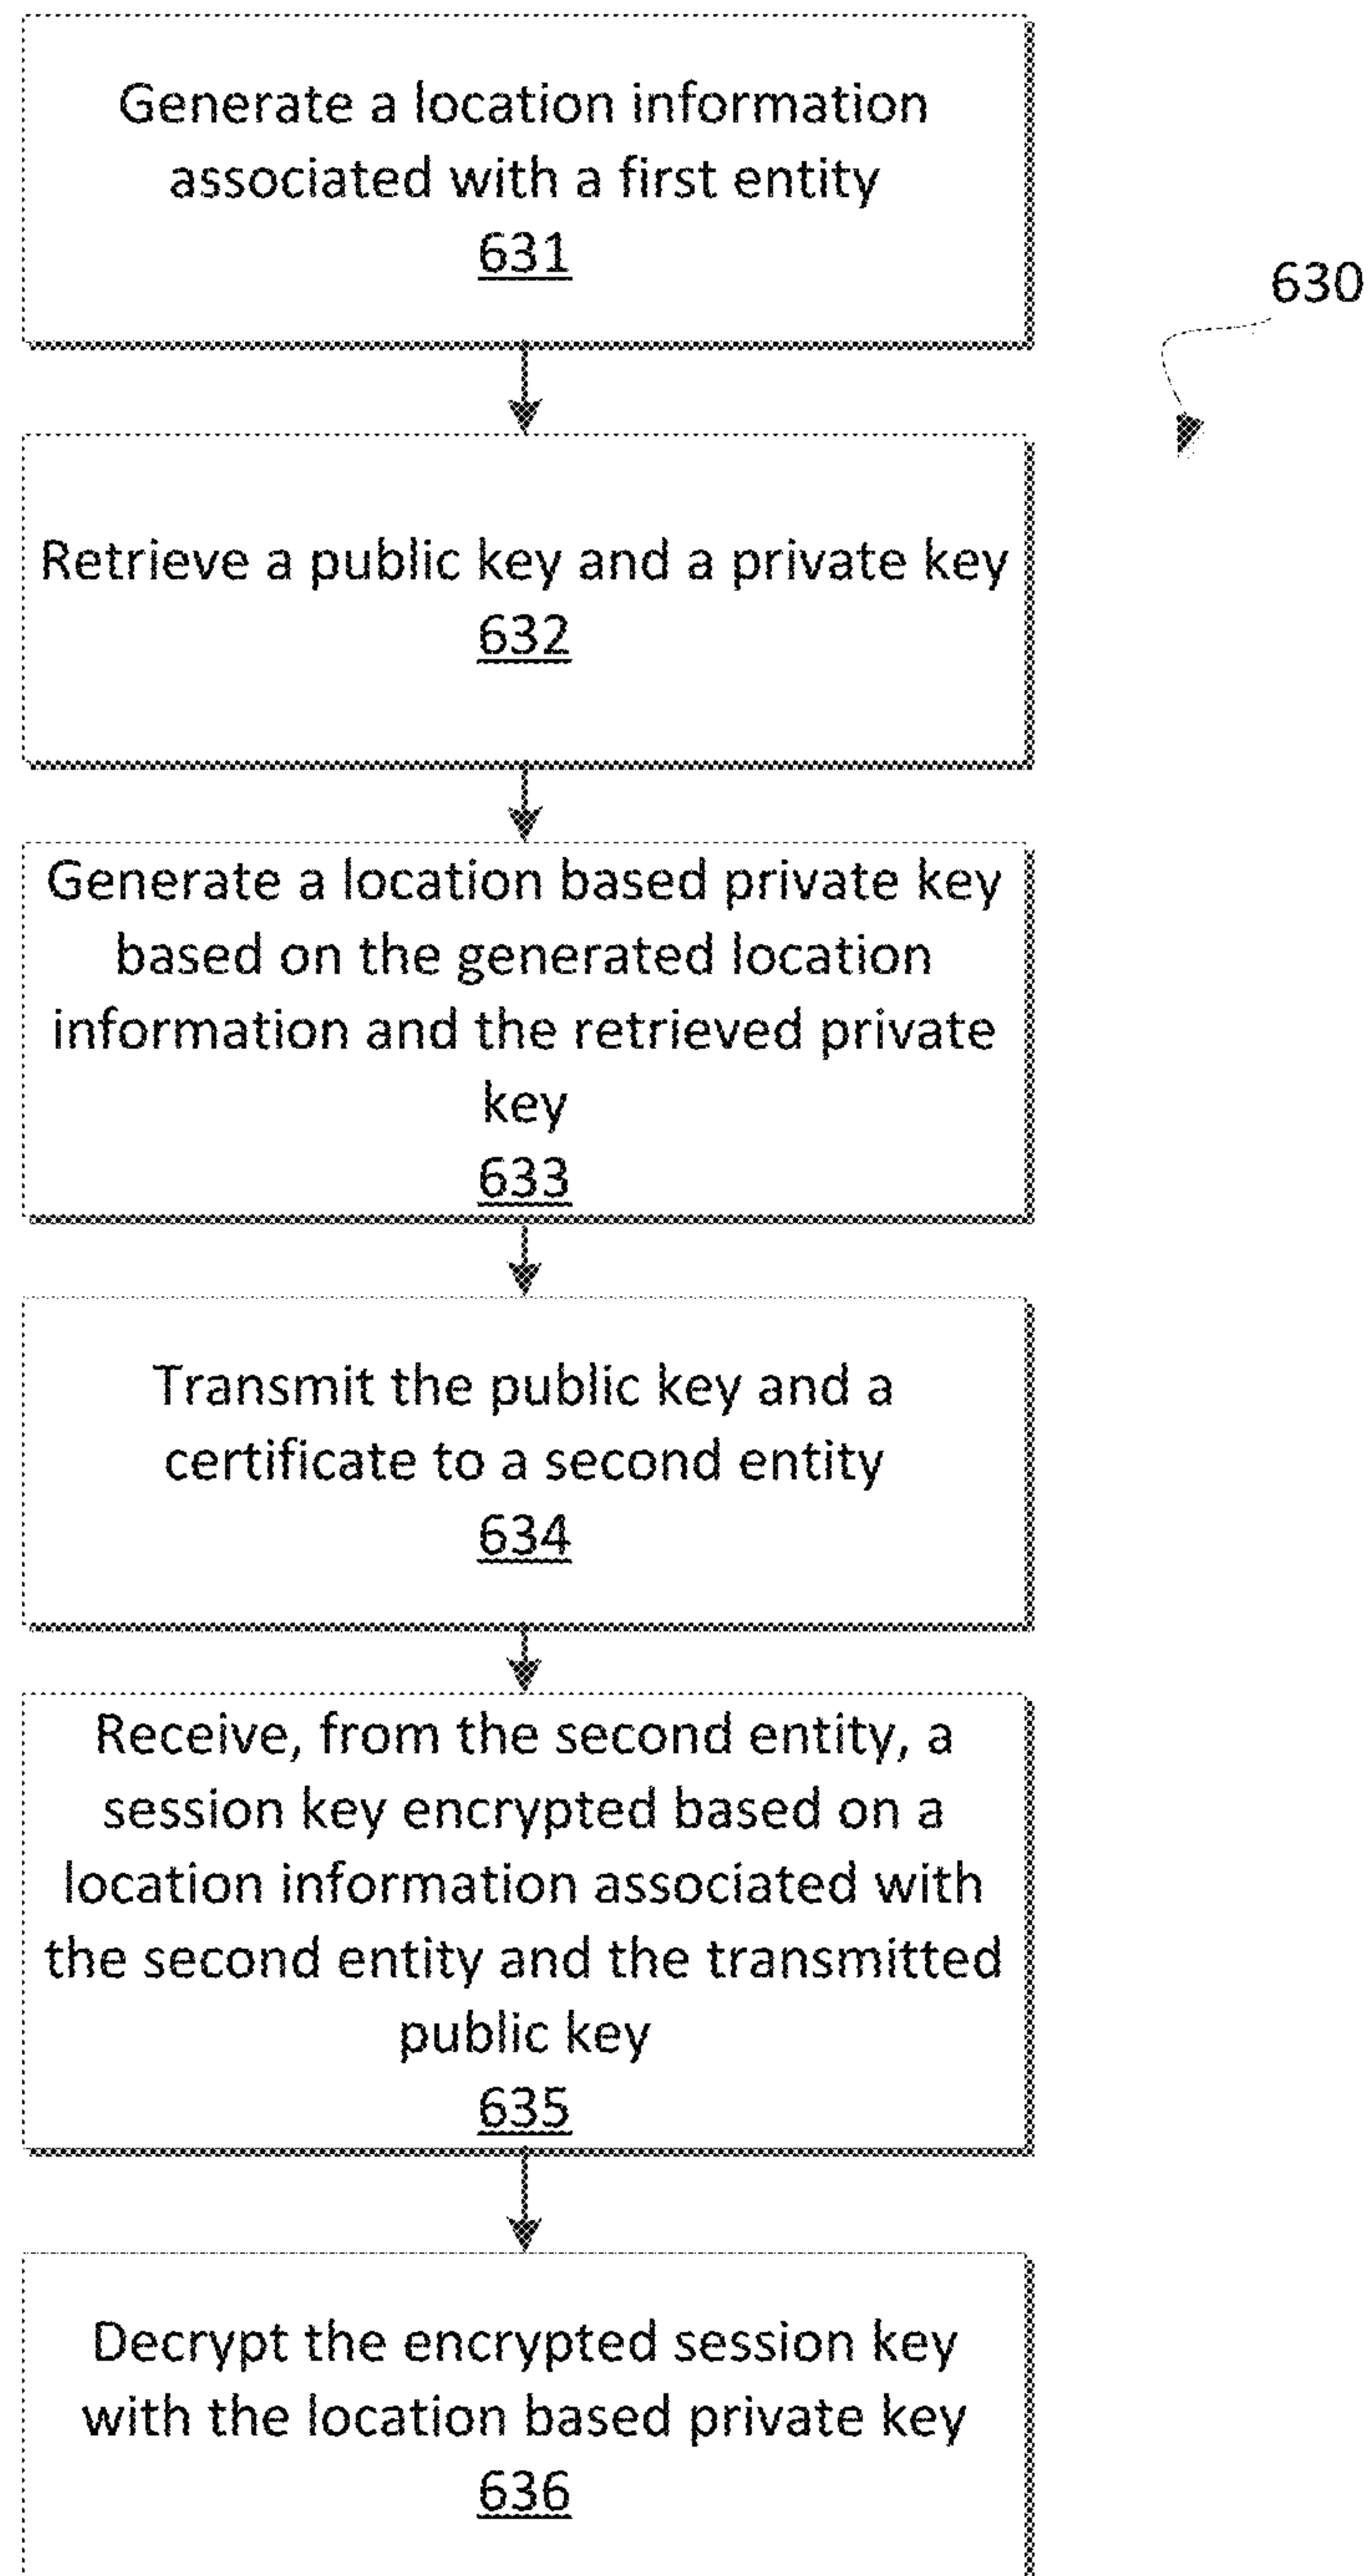 Generate a location information
associated with a first entity
631
630
Retrieve a public key and a private key
632
Generate a location based private key
based on the generated location
information and the retrieved private
key
633
Transmit the public key and a
certificate to a second entity
634
Receive, from the second entity, a
session key encrypted based on a
location information associated with
the second entity and the transmitted
public key
635
Decrypt the encrypted session key
with the location based private key
636